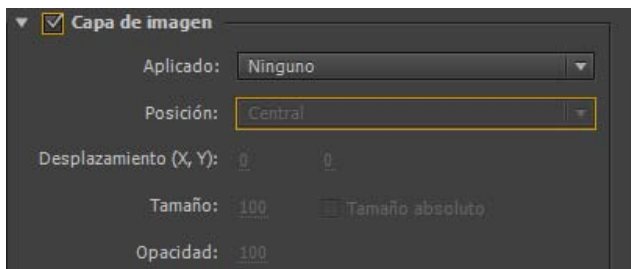 Capa de imagen
Aplicado: Ninguno
Posición: Central
Desplazamiento (X, Y): 0 0
Tamaño: 100 Tamaño absoluto
Opacidad: 100